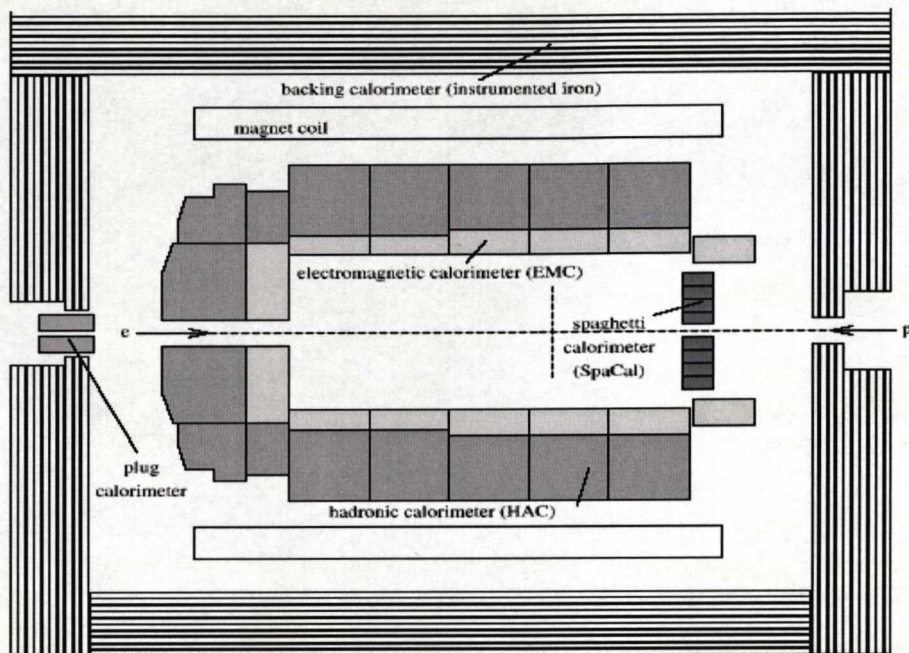 backing calorimeter (instrumented iron)
magnet coil
electromagnetic calorimeter (EMC)
e
spaghetti
calorimeter
(SpaCal)
p
plug
calorimeter
hadronic calorimeter (HAC)